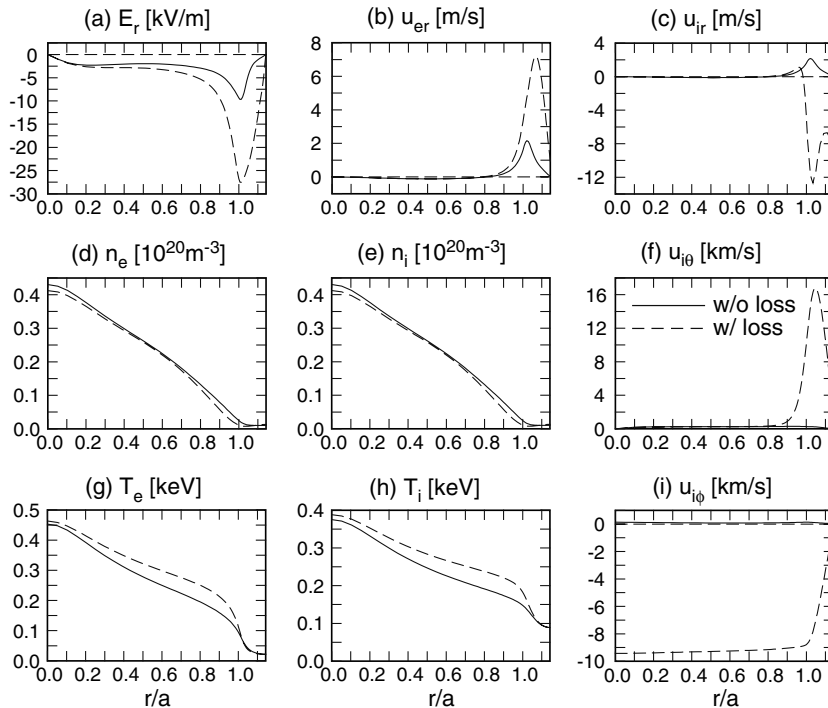 (a) E_r [kV/m]
0
-5
-10
-15
-20
-25
-30
0.0 0.2 0.4 0.6 0.8 1.0
(b) u_er [m/s]
8
6
4
2
0
0.0 0.2 0.4 0.6 0.8 1.0
(c) u_ir [m/s]
4
0
-4
-8
-12
0.0 0.2 0.4 0.6 0.8 1.0
(d) n_e [10^20m^-3]
0.4
0.3
0.2
0.1
0.0
0.0 0.2 0.4 0.6 0.8 1.0
(e) n_i [10^20m^-3]
0.4
0.3
0.2
0.1
0.0
0.0 0.2 0.4 0.6 0.8 1.0
(f) u_iθ [km/s]
16
12
8
4
0
w/o loss
w/ loss
0.0 0.2 0.4 0.6 0.8 1.0
(g) T_e [keV]
0.5
0.4
0.3
0.2
0.1
0.0
0.0 0.2 0.4 0.6 0.8 1.0
r/a
(h) T_i [keV]
0.4
0.3
0.2
0.1
0.0
0.0 0.2 0.4 0.6 0.8 1.0
r/a
(i) u_iϕ [km/s]
0
-2
-4
-6
-8
-10
0.0 0.2 0.4 0.6 0.8 1.0
r/a